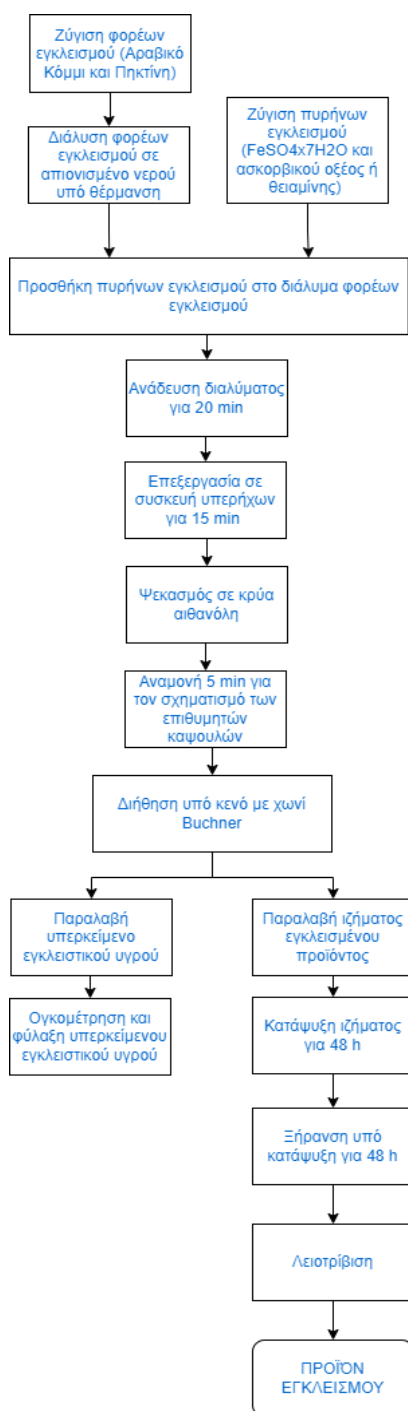 Ζύγιση φορέων
εγκλεισμού (Αραβικό
Κόμμι και Πηκτίνη)
Ζύγιση πυρήνων
εγκλεισμού
(FeSO4x7H2O και
ασκορβικού οξέος ή
θειαμίνης)
Διάλυση φορέων
εγκλεισμού σε
απιονισμένο νερού
υπό θέρμανση
Προσθήκη πυρήνων εγκλεισμού στο διάλυμα φορέων
εγκλεισμού
Ανάδευση διαλύματος
για 20 min
Επεξεργασία σε
συσκευή υπερήχων
για 15 min
Ψεκασμός σε κρύα
αιθανόλη
Αναμονή 5 min για
τον σχηματισμό των
επιθυμητών
καψουλών
Διήθηση υπό κενό με χωνί
Buchner
Παραλαβή
υπερκείμενο
εγκλειστικού υγρού
Παραλαβή ιζήματος
εγκλεισμένου
προϊόντος
Ογκομέτρηση και
φύλαξη υπερκείμενου
εγκλειστικού υγρού
Κατάψυξη ιζήματος
για 48 h
Ξήρανση υπό
κατάψυξη για 48 h
Λειοτρίβιση
ΠΡΟΪΌΝ
ΕΓΚΛΕΙΣΜΟΥ